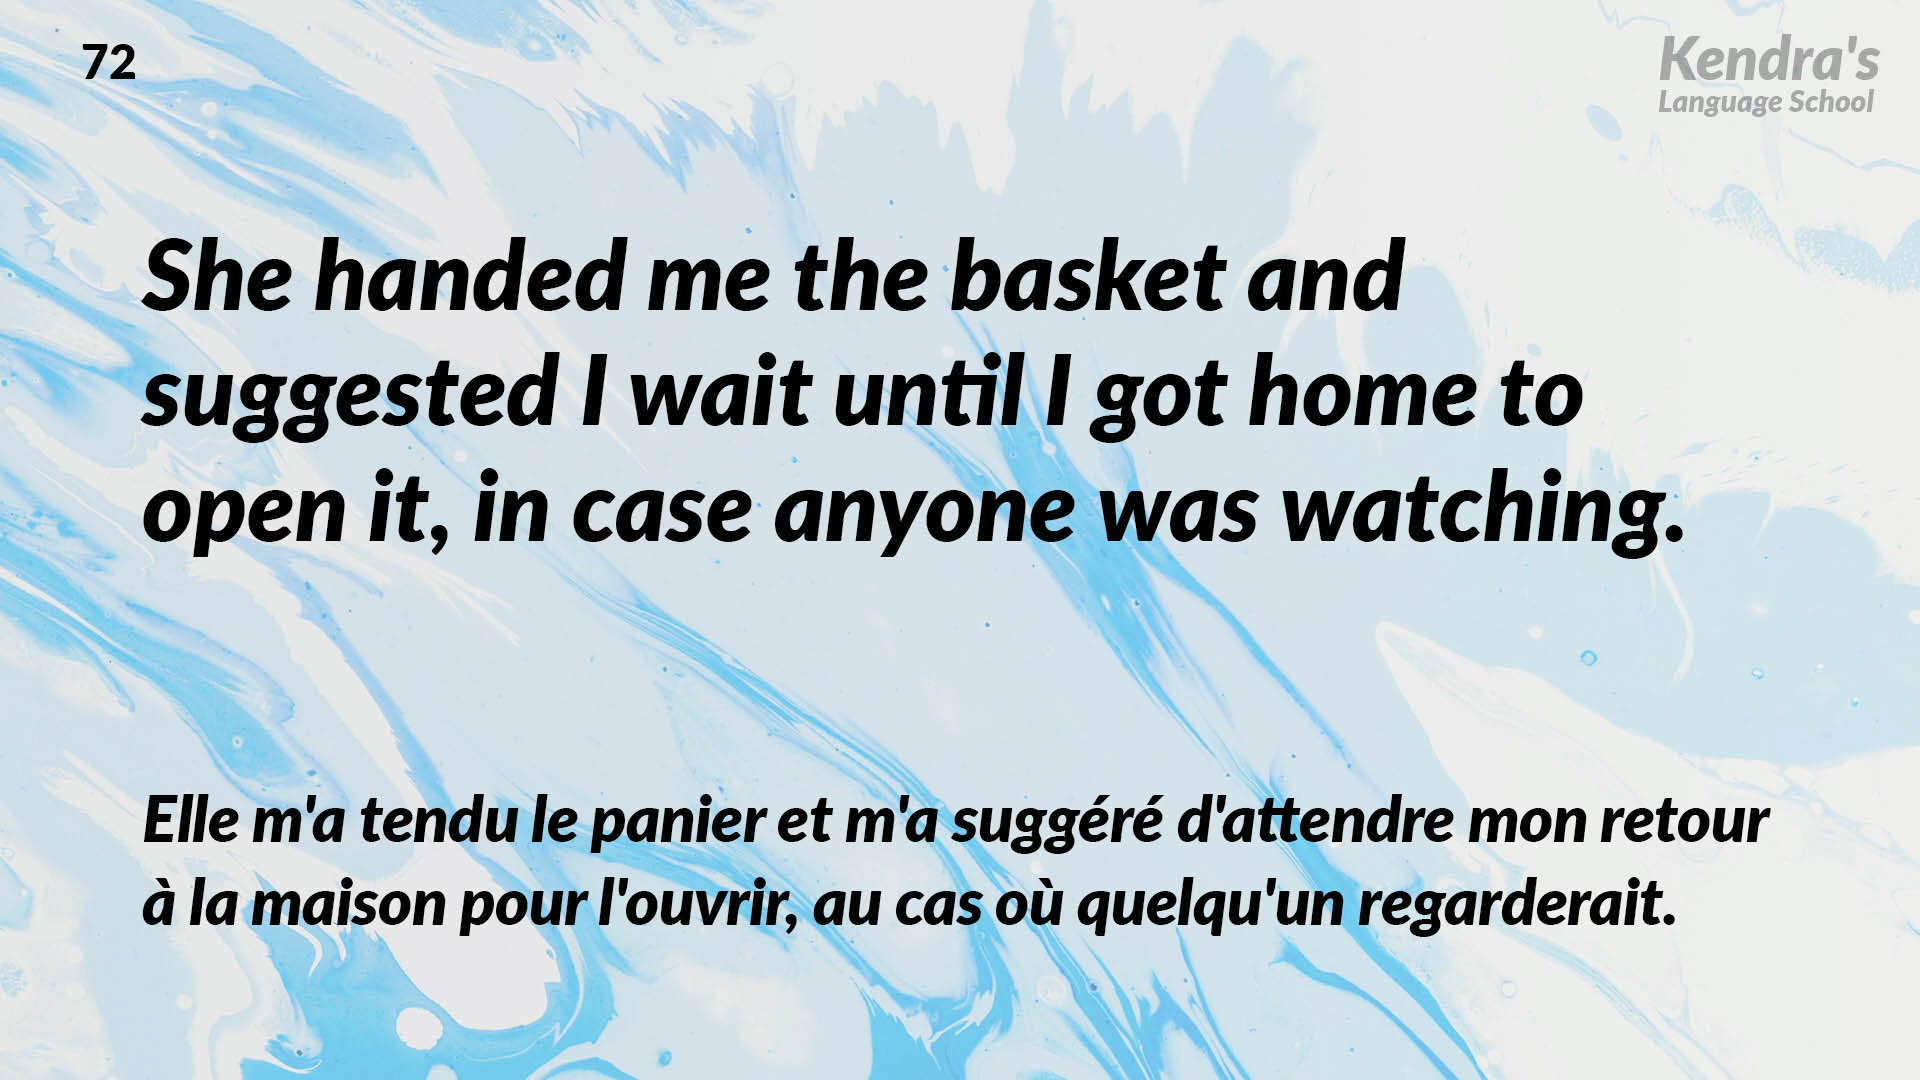 72
Kendra's
Language School
She handed me the basket and
suggested I wait until I got home to
open it, in case anyone was watching.
Elle m'a tendu le panier et m'a suggéré d'attendre mon retour
à la maison pour l'ouvrir, au cas où quelqu'un regarderait.